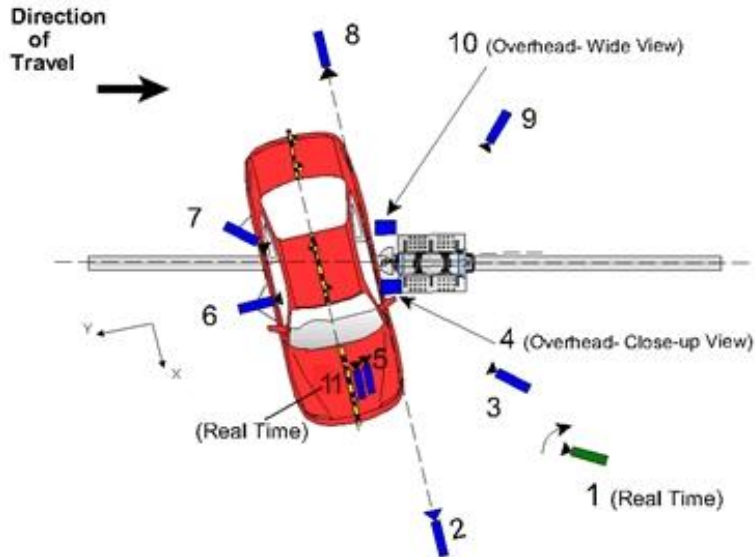 Direction
of
Travel
8
10 (Overhead- Wide View)
9
7
6
Y
X
4 (Overhead- Close-up View)
5
11
3
(Real Time)
1 (Real Time)
2